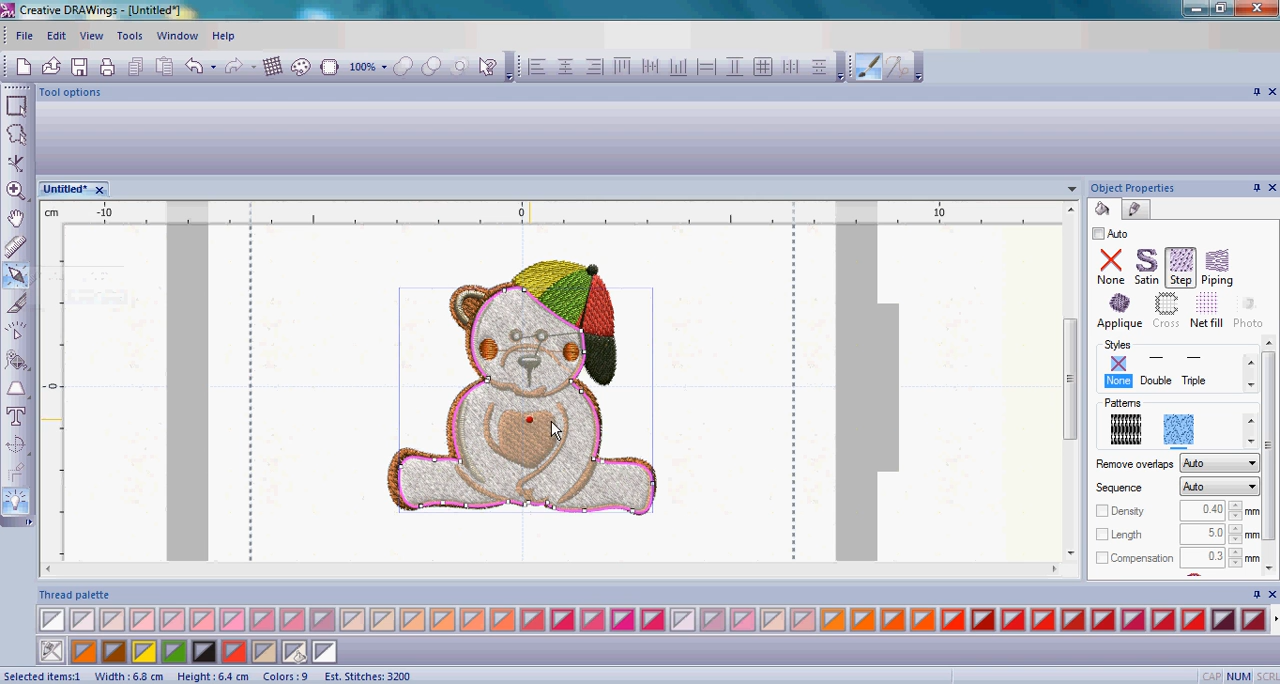 Creative DRAWings - [Untitled*]
File Edit View Tools Window Help
100%
Tool options
Untitled*
cm -10 0 10
0
Object Properties
Auto
None Satin Step Piping
Applique Cross Net fill Photo
Styles
None Double Triple
Patterns
Remove overlaps Auto
Sequence Auto
Density 0.40 mm
Length 5.0 mm
Compensation 0.3 mm
Thread palette
Selected items:1 Width : 6.8 cm Height : 6.4 cm Colors : 9 Est. Stitches: 3200 CAP NUM SCRL